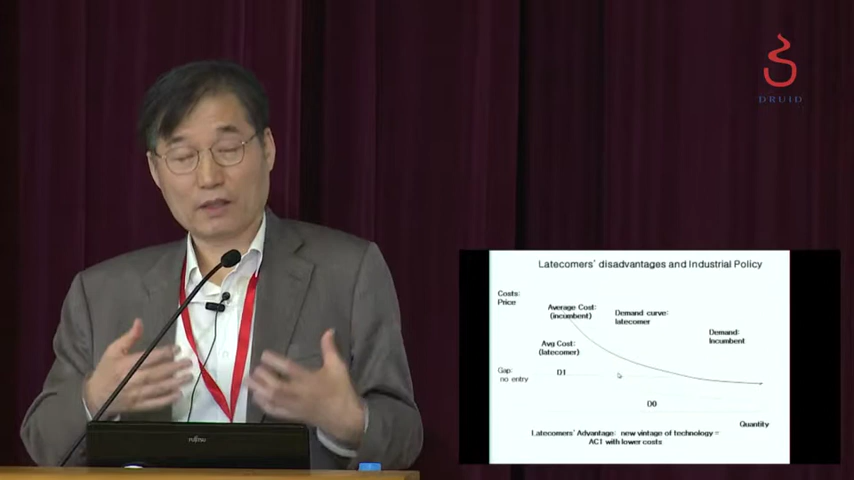 DRUID
Latecomers' disadvantages and Industrial Policy
Costs:
Price
Average Cost:
(incumbent)
Demand curve:
latecomer
Demand:
Incumbent
Avg Cost:
(latecomer)
Gap:
no entry
D1
D0
Quantity
Latecomers' Advantage: new vintage of technology =
AC1 with lower costs
FUJITSU